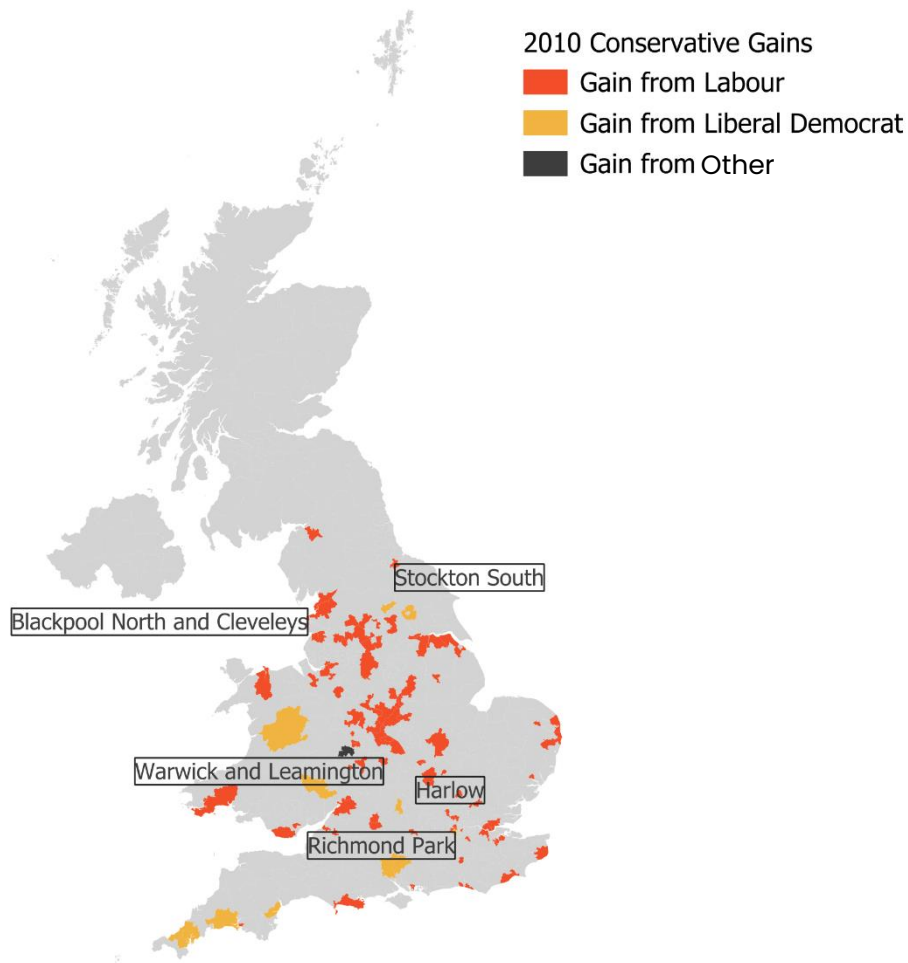 2010 Conservative Gains
Gain from Labour
Gain from Liberal Democrat
Gain from Other
Stockton South
Blackpool North and Cleveleys
Warwick and Leamington
Harlow
Richmond Park